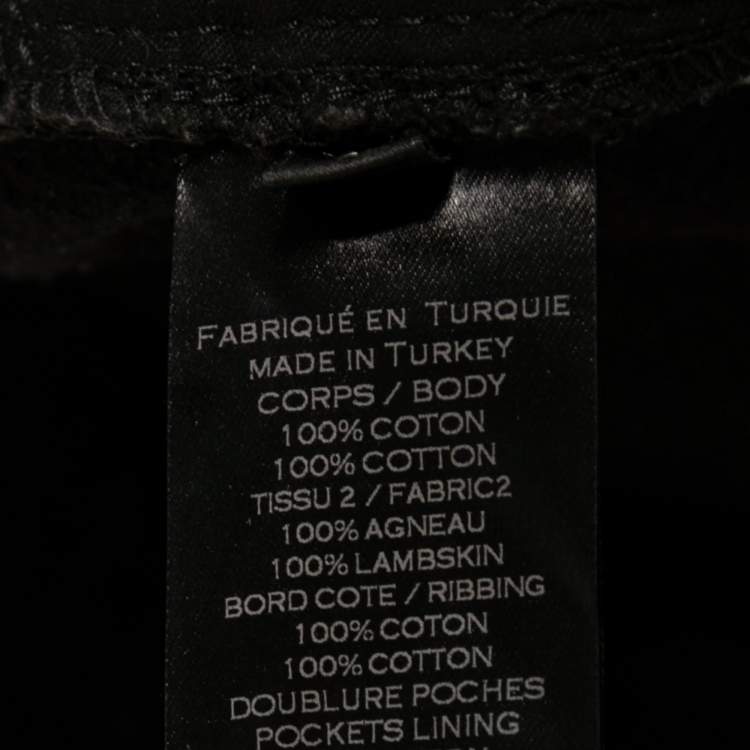 FABRIQUÉ EN TURQUIE
MADE IN TURKEY
CORPS / BODY
100% COTON
100% COTTON
TISSU 2 / FABRIC2
100% AGNEAU
100% LAMBSKIN
BORD COTE / RIBBING
100% COTON
100% COTTON
DOUBLURE POCHES
POCKETS LINING